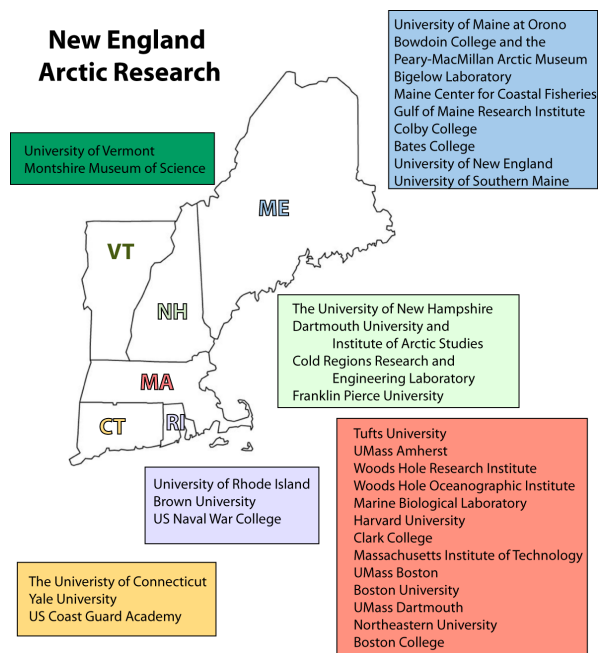 New England
Arctic Research
University of Maine at Orono
Bowdoin College and the
Peary-MacMillan Arctic Museum
Bigelow Laboratory
Maine Center for Coastal Fisheries
Gulf of Maine Research Institute
Colby College
Bates College
University of New England
University of Southern Maine
University of Vermont
Montshire Museum of Science
ME
VT
NH
The University of New Hampshire
Dartmouth University and
Institute of Arctic Studies
Cold Regions Research and
Engineering Laboratory
Franklin Pierce University
MA
CT
RI
Tufts University
UMass Amherst
Woods Hole Research Institute
Woods Hole Oceanographic Institute
Marine Biological Laboratory
Harvard University
Clark College
Massachusetts Institute of Technology
UMass Boston
Boston University
UMass Dartmouth
Northeastern University
Boston College
University of Rhode Island
Brown University
US Naval War College
The Univeristy of Connecticut
Yale University
US Coast Guard Academy